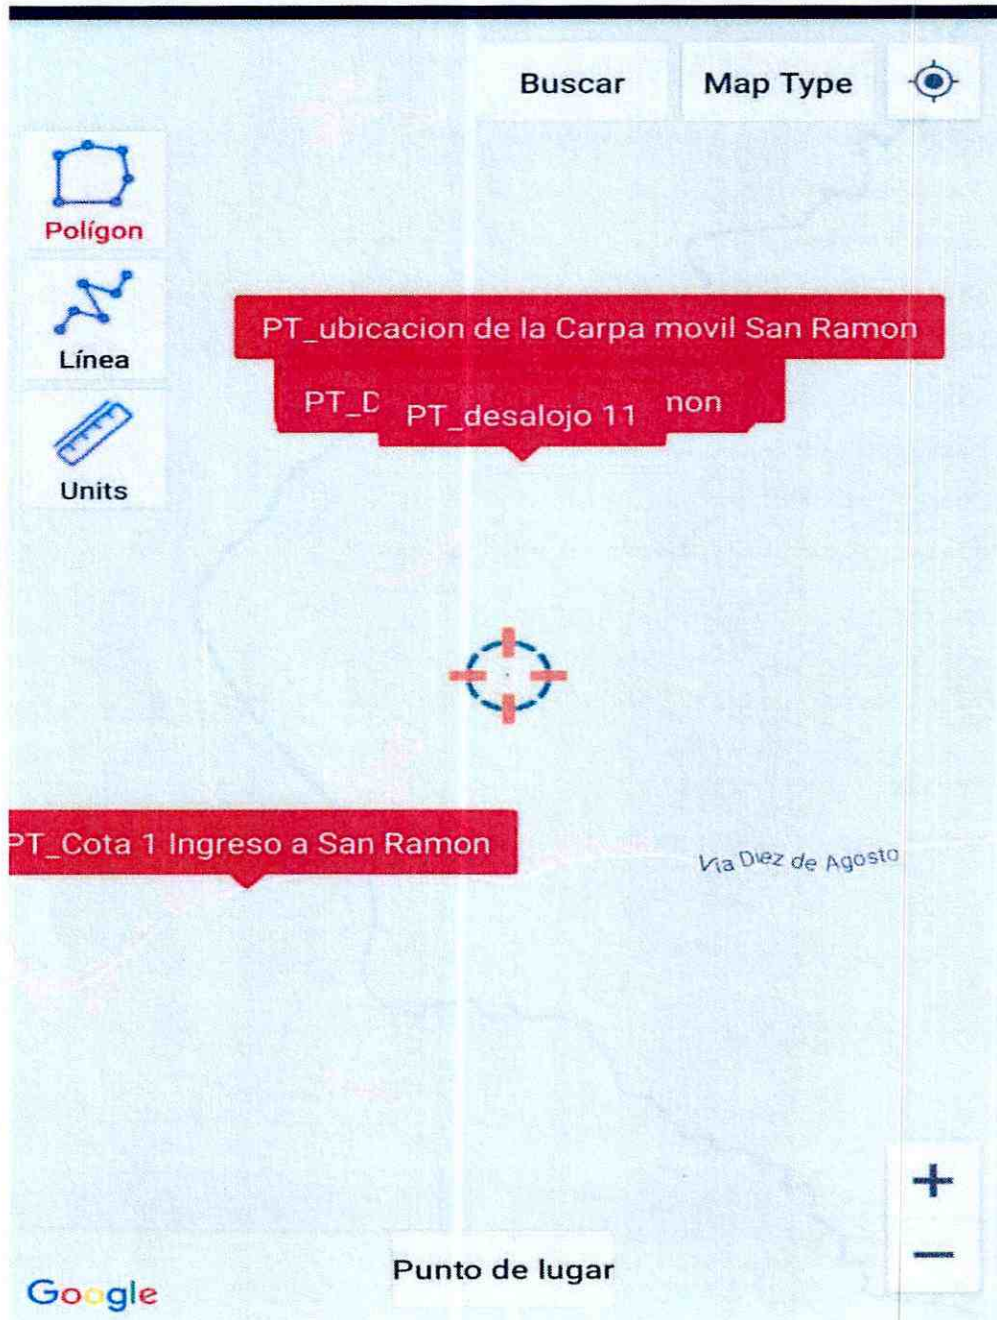 Buscar
Map Type
Polígon
Línea
Units
PT_ubicacion de la Carpa movil San Ramon
PT_D
PT_desalojo 11
non
PT_Cota 1 Ingreso a San Ramon
Via Diez de Agosto
Punto de lugar
Google